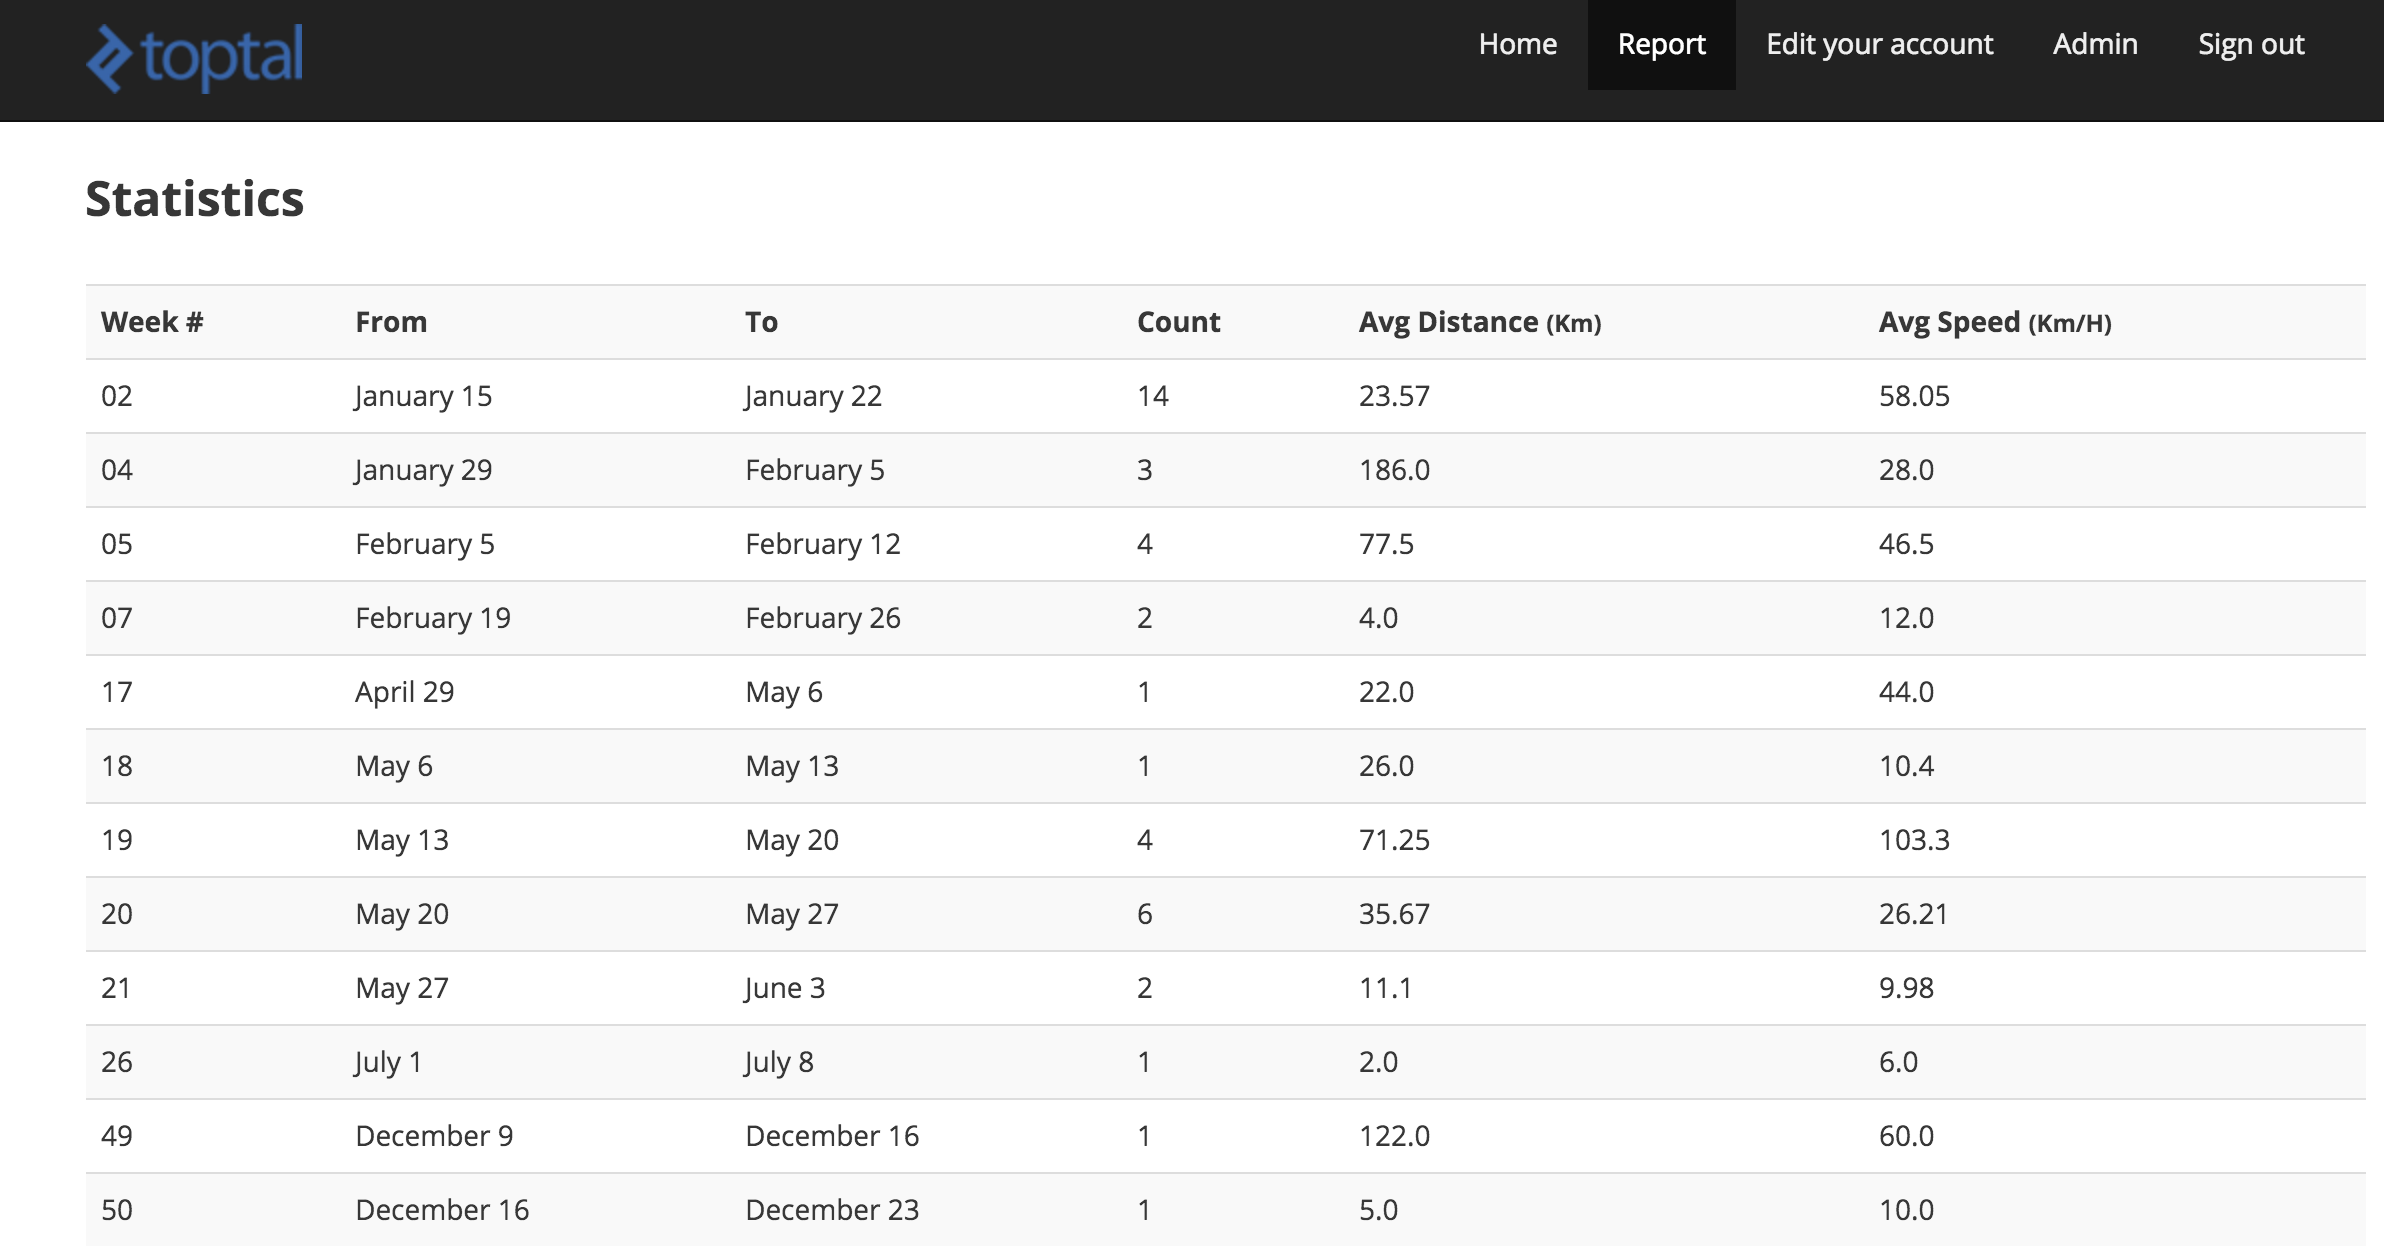 toptal Home Report Edit your account Admin Sign out
Statistics
Week # From To Count Avg Distance (Km) Avg Speed (Km/H)
02 January 15 January 22 14 23.57 58.05
04 January 29 February 5 3 186.0 28.0
05 February 5 February 12 4 77.5 46.5
07 February 19 February 26 2 4.0 12.0
17 April 29 May 6 1 22.0 44.0
18 May 6 May 13 1 26.0 10.4
19 May 13 May 20 4 71.25 103.3
20 May 20 May 27 6 35.67 26.21
21 May 27 June 3 2 11.1 9.98
26 July 1 July 8 1 2.0 6.0
49 December 9 December 16 1 122.0 60.0
50 December 16 December 23 1 5.0 10.0